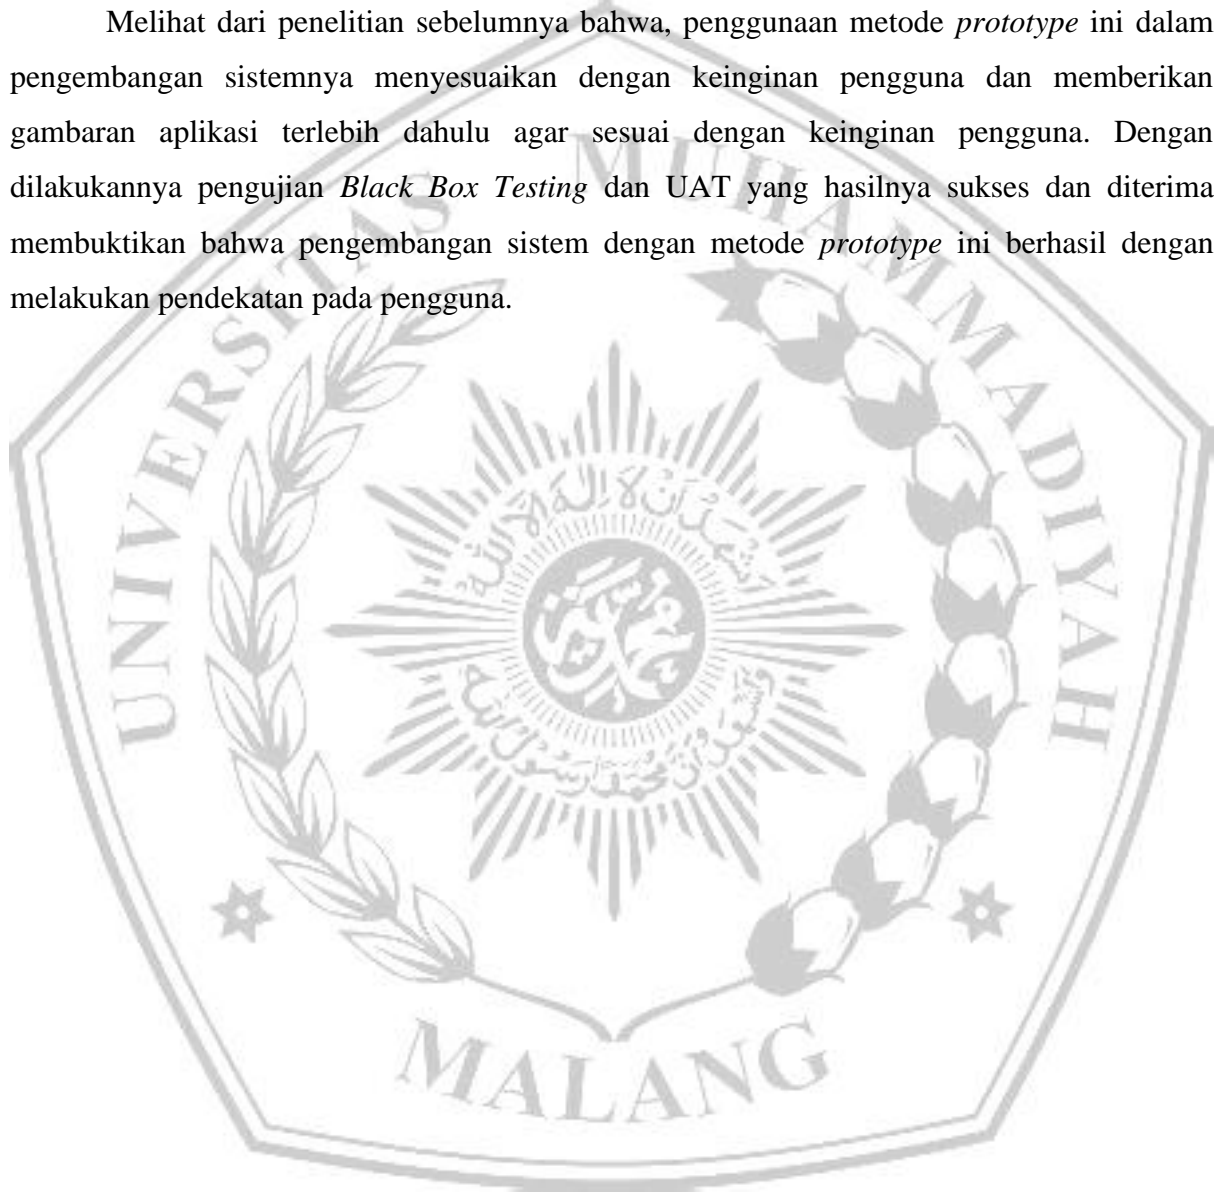 Melihat dari penelitian sebelumnya bahwa, penggunaan metode prototype ini dalam
pengembangan sistemnya menyesuaikan dengan keinginan pengguna dan memberikan
gambaran aplikasi terlebih dahulu agar sesuai dengan keinginan pengguna. Dengan
dilakukannya pengujian Black Box Testing dan UAT yang hasilnya sukses dan diterima
membuktikan bahwa pengembangan sistem dengan metode prototype ini berhasil dengan
melakukan pendekatan pada pengguna.
UNIVERSITAS MUHAMMADIYAH
MALANG